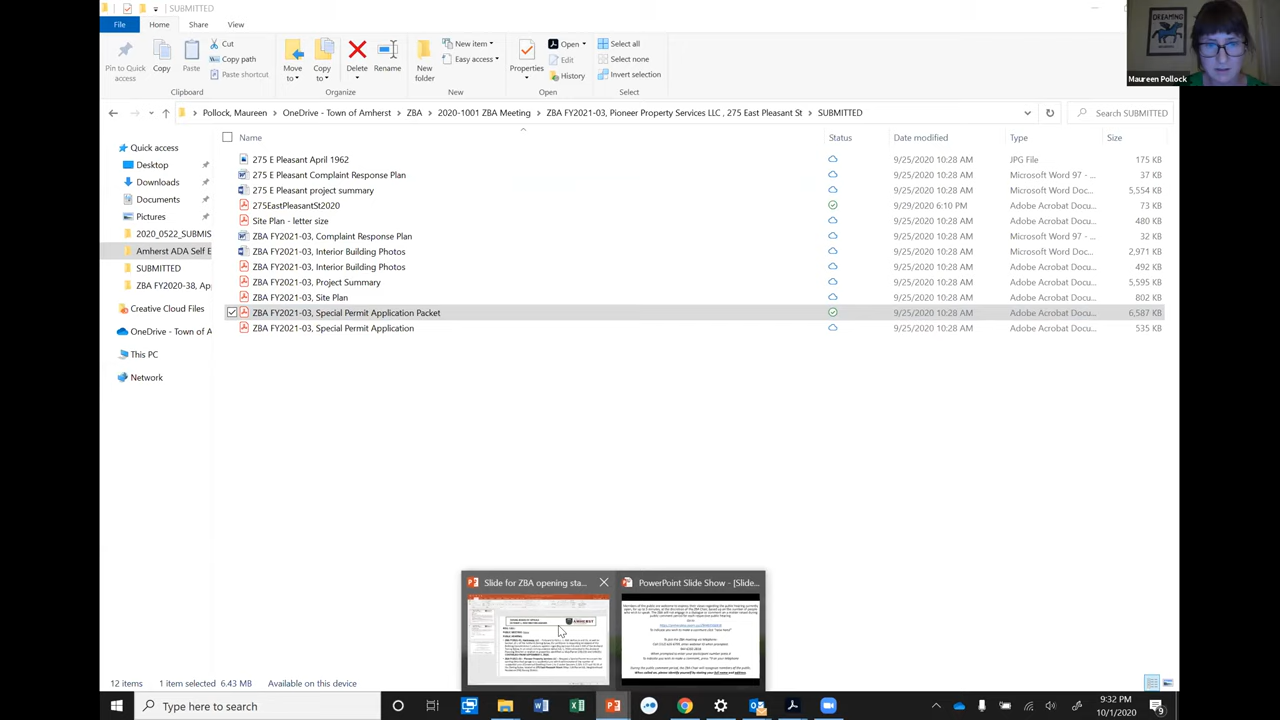 SUBMITTED
File Home Share View
Pin to Quick access
Copy
Paste
Cut
Copy path
Paste shortcut
Clipboard
Move to
Copy to
Delete
Rename
Organize
New folder
New item
Easy access
New
Properties
Open
Edit
History
Open
Select all
Select none
Invert selection
Select
DREAMING
Maureen Pollock
Pollock, Maureen OneDrive - Town of Amherst ZBA 2020-1001 ZBA Meeting ZBA FY2021-03, Pioneer Property Services LLC , 275 East Pleasant St SUBMITTED
Search SUBMITTED
Name Status Date modified Type Size
Quick access
Desktop
Downloads
Documents
Pictures
2020_0522_SUBMIS
Amherst ADA Self E
SUBMITTED
ZBA FY2020-38, Ap
Creative Cloud Files
OneDrive - Town of A
This PC
Network
275 E Pleasant April 1962 9/25/2020 10:28 AM JPG File 175 KB
275 E Pleasant Complaint Response Plan 9/25/2020 10:28 AM Microsoft Word 97 - ... 37 KB
275 E Pleasant project summary 9/25/2020 10:28 AM Microsoft Word Doc... 5,554 KB
275EastPleasantSt2020 9/29/2020 6:10 PM Adobe Acrobat Docu... 73 KB
Site Plan - letter size 9/25/2020 10:28 AM Adobe Acrobat Docu... 480 KB
ZBA FY2021-03, Complaint Response Plan 9/25/2020 10:28 AM Microsoft Word 97 - ... 32 KB
ZBA FY2021-03, Interior Building Photos 9/25/2020 10:28 AM Microsoft Word Doc... 2,971 KB
ZBA FY2021-03, Interior Building Photos 9/25/2020 10:28 AM Adobe Acrobat Docu... 492 KB
ZBA FY2021-03, Project Summary 9/25/2020 10:28 AM Adobe Acrobat Docu... 5,595 KB
ZBA FY2021-03, Site Plan 9/25/2020 10:28 AM Adobe Acrobat Docu... 802 KB
ZBA FY2021-03, Special Permit Application Packet 9/25/2020 10:28 AM Adobe Acrobat Docu... 6,587 KB
ZBA FY2021-03, Special Permit Application 9/25/2020 10:28 AM Adobe Acrobat Docu... 535 KB
Slide for ZBA opening sta...
PowerPoint Slide Show - [Slide...
AMHERST
12 items 1 item selected 6.43 MB Available on this device
Type here to search
9:32 PM
10/1/2020
9